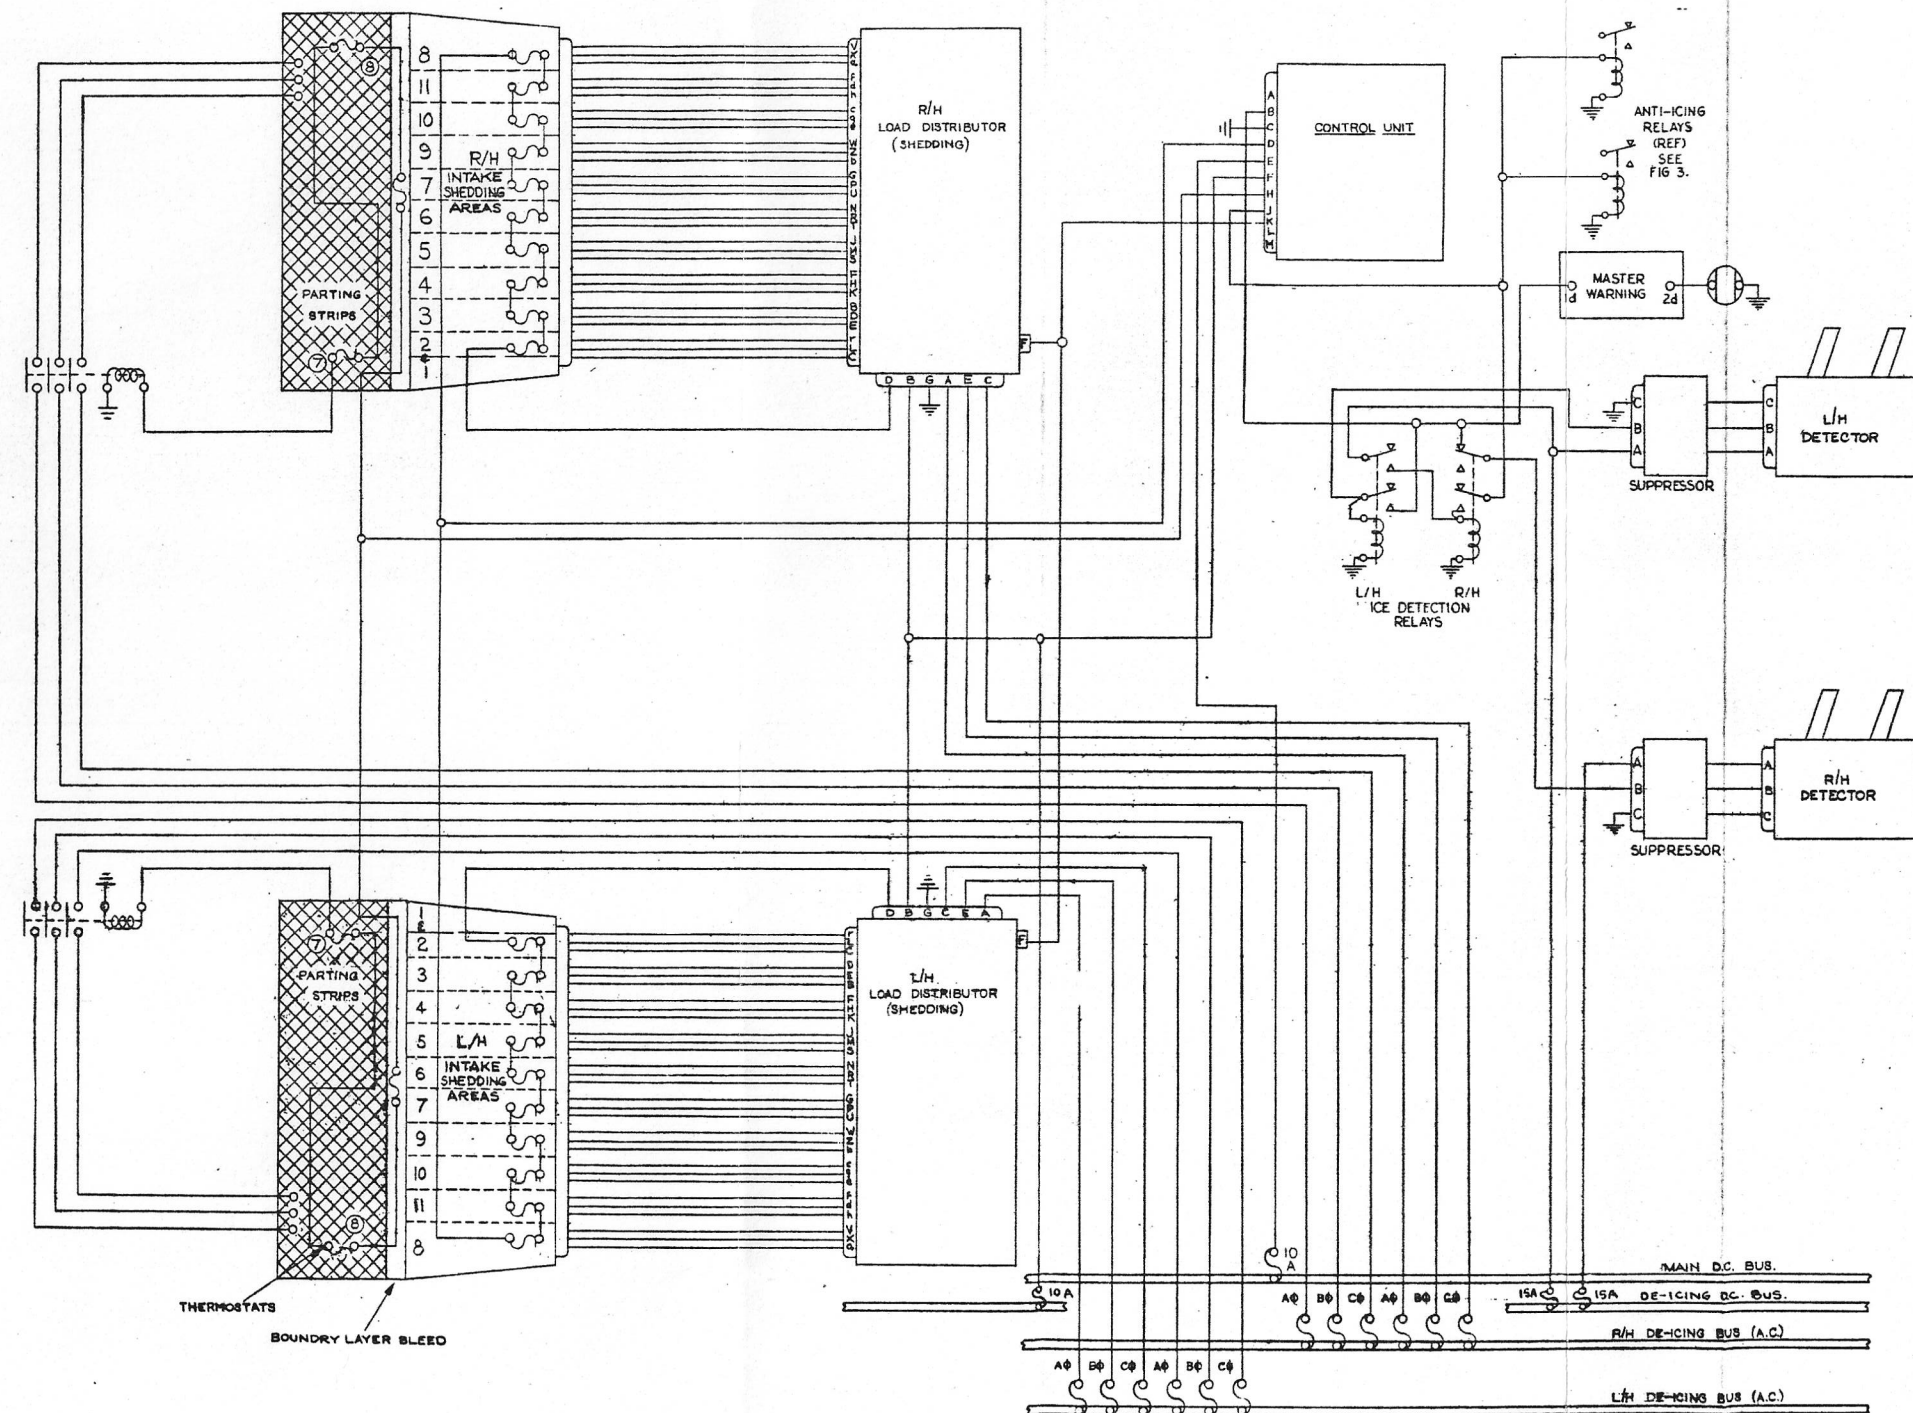 8
8
11
10
9
7
6
5
4
3
2
&
1
R/H
INTAKE
SHEDDING
AREAS
PARTING
STRIPS
7
R/H
LOAD DISTRIBUTOR
(SHEDDING)
F
D B G A E C
A
B
C
D
E
F
H
J
K
L
M
CONTROL UNIT
ANTI-ICING
RELAYS
(REF)
SEE
FIG 3.
MASTER
WARNING
1d
2d
C
B
A
SUPPRESSOR
C
B
A
L/H
DETECTOR
L/H R/H
ICE DETECTION
RELAYS
A
B
C
SUPPRESSOR
A
B
C
R/H
DETECTOR
7
PARTING
STRIPS
8
1
&
2
3
4
5
6
7
9
10
11
8
L/H
INTAKE
SHEDDING
AREAS
D B G C E A
F
L/H
LOAD DISTRIBUTOR
(SHEDDING)
THERMOSTATS
BOUNDRY LAYER BLEED
10
A
MAIN D.C. BUS.
10 A
15A
15A
DE-ICING D.C. BUS.
AΦ BΦ CΦ AΦ BΦ CΦ
R/H DE-ICING BUS (A.C.)
AΦ BΦ CΦ AΦ BΦ CΦ
L/H DE-ICING BUS (A.C.)